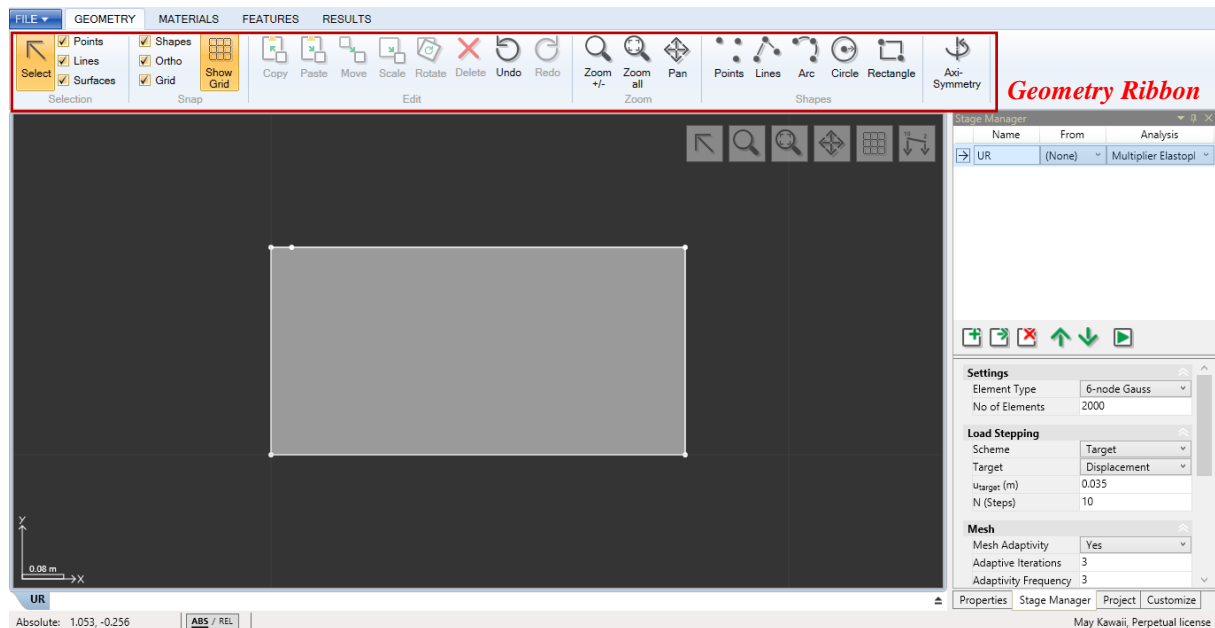 FILE GEOMETRY MATERIALS FEATURES RESULTS
Select
Points
Lines
Surfaces
Selection
Shapes
Ortho
Grid
Show Grid
Snap
Copy Paste Move Scale Rotate Delete Undo Redo
Edit
Zoom +/- Zoom all Pan
Zoom
Points Lines Arc Circle Rectangle
Shapes
Axi-Symmetry
Geometry Ribbon
Stage Manager
Name From Analysis
UR (None) Multiplier Elastopl
Settings
Element Type 6-node Gauss
No of Elements 2000
Load Stepping
Scheme Target
Target Displacement
utarget (m) 0.035
N (Steps) 10
Mesh
Mesh Adaptivity Yes
Adaptive Iterations 3
Adaptivity Frequency 3
Y
0.08 m
X
UR
Properties Stage Manager Project Customize
Absolute: 1.053, -0.256 ABS / REL May Kawaii, Perpetual license